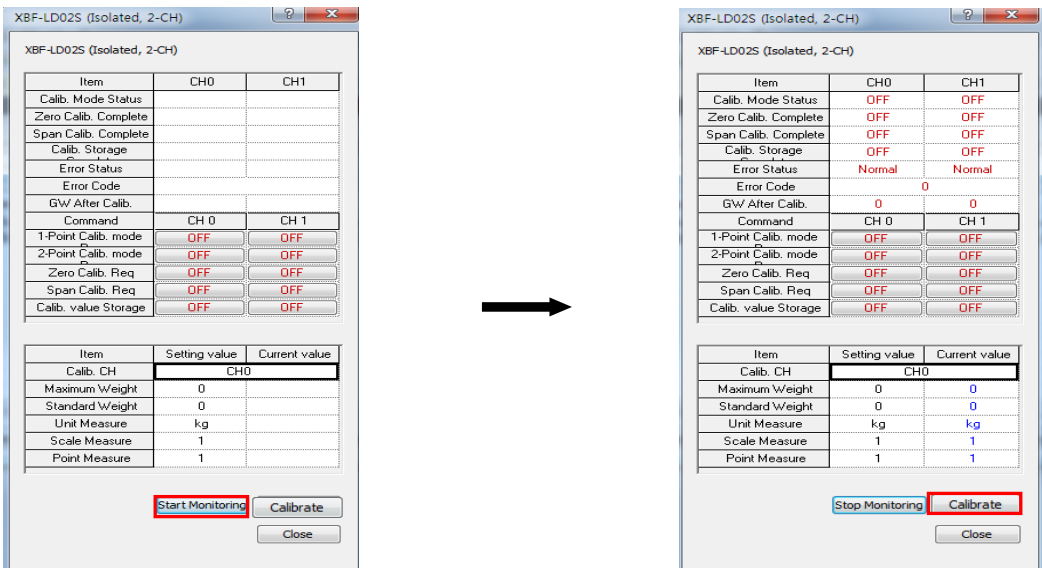 XBF-LD02S (Isolated, 2-CH)
XBF-LD02S (Isolated, 2-CH)
Item CH0 CH1
Calib. Mode Status
Zero Calib. Complete
Span Calib. Complete
Calib. Storage
Error Status
Error Code
GW After Calib.
Command CH 0 CH 1
1-Point Calib. mode OFF OFF
2-Point Calib. mode OFF OFF
Zero Calib. Req OFF OFF
Span Calib. Req OFF OFF
Calib. value Storage OFF OFF
Item Setting value Current value
Calib. CH CH0
Maximum Weight 0
Standard Weight 0
Unit Measure kg
Scale Measure 1
Point Measure 1
Start Monitoring Calibrate
Close
XBF-LD02S (Isolated, 2-CH)
XBF-LD02S (Isolated, 2-CH)
Item CH0 CH1
Calib. Mode Status OFF OFF
Zero Calib. Complete OFF OFF
Span Calib. Complete OFF OFF
Calib. Storage OFF OFF
Error Status Normal Normal
Error Code 0
GW After Calib. 0 0
Command CH 0 CH 1
1-Point Calib. mode OFF OFF
2-Point Calib. mode OFF OFF
Zero Calib. Req OFF OFF
Span Calib. Req OFF OFF
Calib. value Storage OFF OFF
Item Setting value Current value
Calib. CH CH0
Maximum Weight 0 0
Standard Weight 0 0
Unit Measure kg kg
Scale Measure 1 1
Point Measure 1 1
Stop Monitoring Calibrate
Close